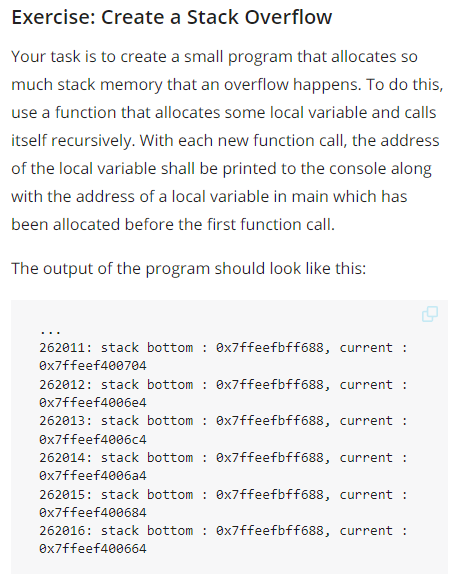 Exercise: Create a Stack Overflow
Your task is to create a small program that allocates so
much stack memory that an overflow happens. To do this,
use a function that allocates some local variable and calls
itself recursively. With each new function call, the address
of the local variable shall be printed to the console along
with the address of a local variable in main which has
been allocated before the first function call.
The output of the program should look like this:
...
262011: stack bottom : 0x7ffeefbff688, current :
0x7ffeef400704
262012: stack bottom : 0x7ffeefbff688, current :
0x7ffeef4006e4
262013: stack bottom : 0x7ffeefbff688, current :
0x7ffeef4006c4
262014: stack bottom : 0x7ffeefbff688, current :
0x7ffeef4006a4
262015: stack bottom : 0x7ffeefbff688, current :
0x7ffeef400684
262016: stack bottom : 0x7ffeefbff688, current :
0x7ffeef400664